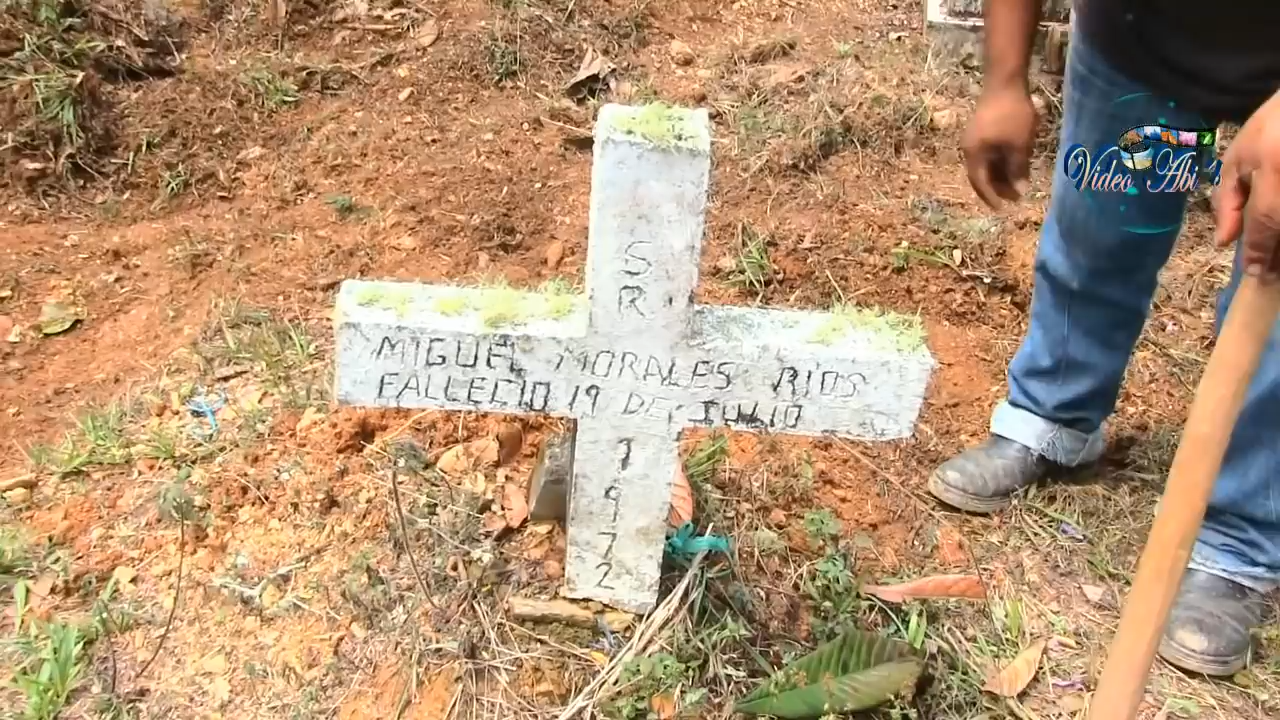 SR
MIGUEL MORALES RIOS
FALLECIO 19 DE JULIO
1972
Video Abi's